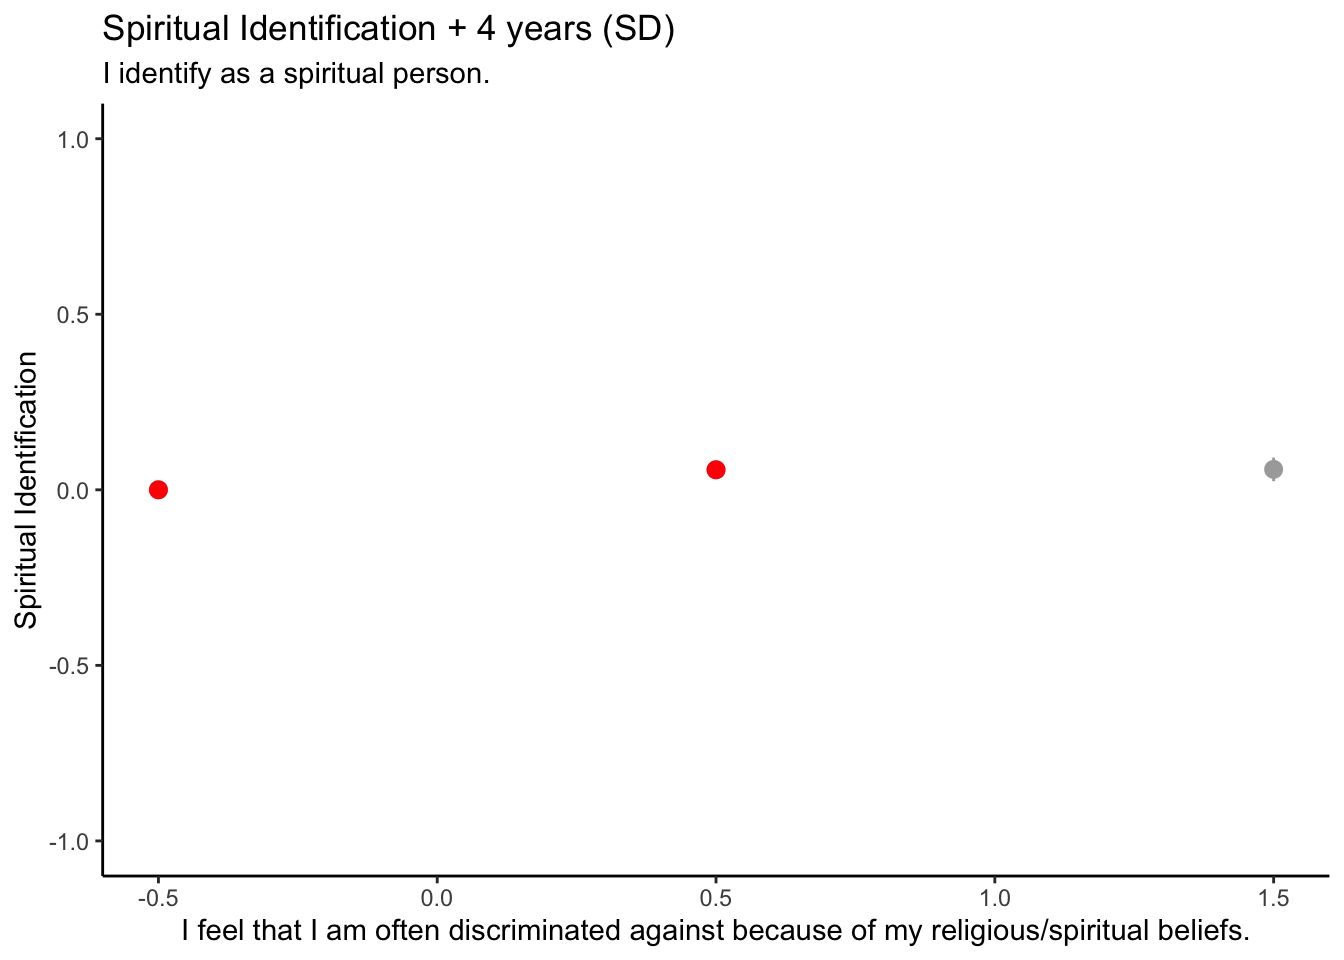 Spiritual Identification + 4 years (SD)
I identify as a spiritual person.
Spiritual Identification
1.0
0.5
0.0
-0.5
-1.0
-0.5 0.0 0.5 1.0 1.5
I feel that I am often discriminated against because of my religious/spiritual beliefs.